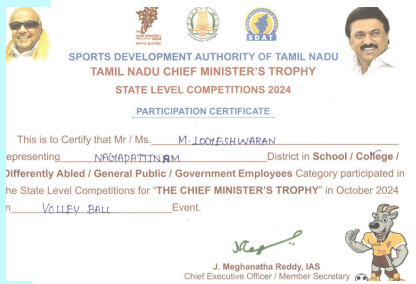 SDAT
SPORTS DEVELOPMENT AUTHORITY OF TAMIL NADU
TAMIL NADU CHIEF MINISTER'S TROPHY
STATE LEVEL COMPETITIONS 2024
PARTICIPATION CERTIFICATE
This is to Certify that Mr / Ms. M. LOGESHWARAN
epresenting NAGAPATTINAM District in School / College /
Differently Abled / General Public / Government Employees Category participated in
he State Level Competitions for "THE CHIEF MINISTER'S TROPHY" in October 2024
n VOLLEY BALL Event.
J. Meghanatha Reddy, IAS
Chief Executive Officer / Member Secretary